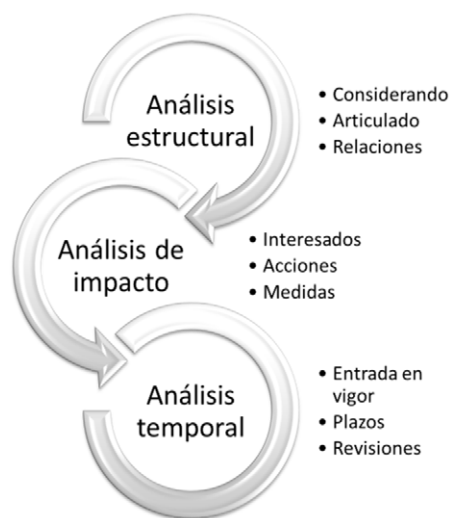 Análisis
estructural
• Considerando
• Articulado
• Relaciones
Análisis de
impacto
• Interesados
• Acciones
• Medidas
Análisis
temporal
• Entrada en
vigor
• Plazos
• Revisiones